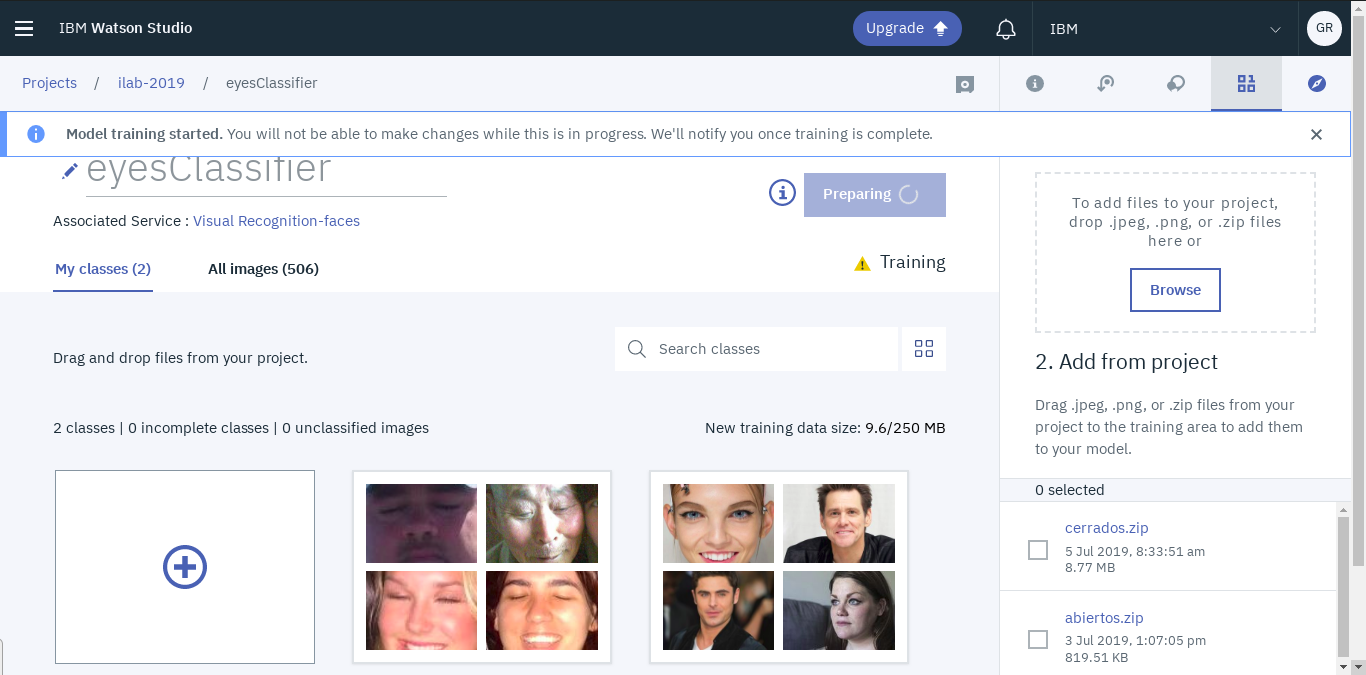 IBM Watson Studio
Upgrade
IBM
GR
Projects / ilab-2019 / eyesClassifier
Model training started. You will not be able to make changes while this is in progress. We'll notify you once training is complete.
eyesClassifier
Preparing
Associated Service : Visual Recognition-faces
My classes (2)
All images (506)
Training
Drag and drop files from your project.
Search classes
2 classes | 0 incomplete classes | 0 unclassified images
New training data size: 9.6/250 MB
To add files to your project,
drop .jpeg, .png, or .zip files
here or
Browse
2. Add from project
Drag .jpeg, .png, or .zip files from your
project to the training area to add them
to your model.
0 selected
cerrados.zip
5 Jul 2019, 8:33:51 am
8.77 MB
abiertos.zip
3 Jul 2019, 1:07:05 pm
819.51 KB